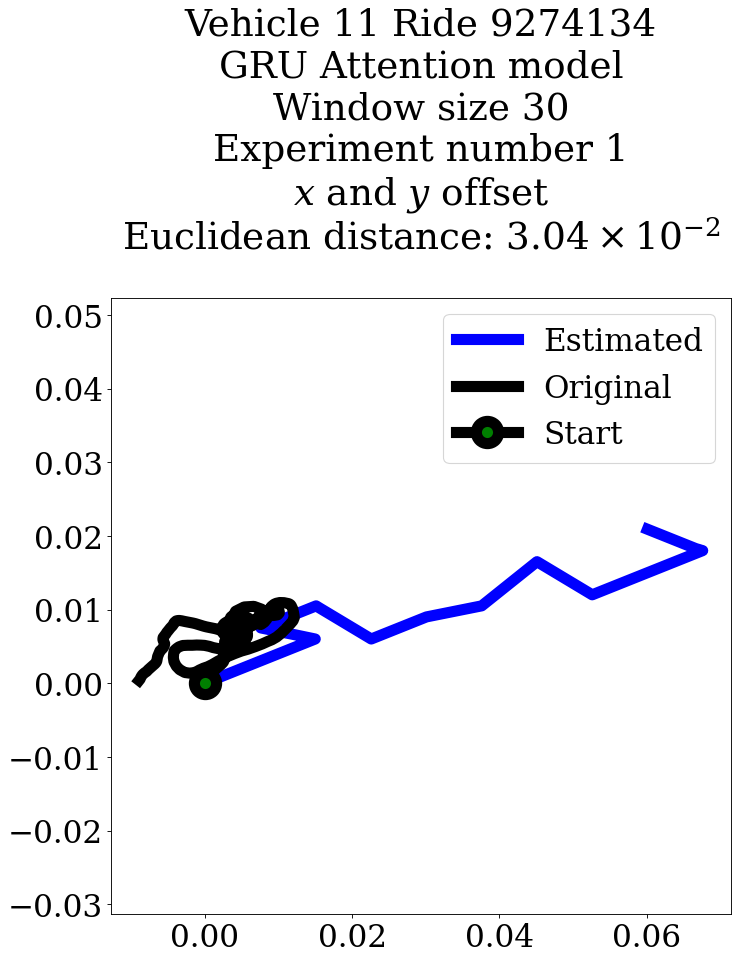 Vehicle 11 Ride 9274134
GRU Attention model
Window size 30
Experiment number 1
x and y offset
Euclidean distance: 3.04 × 10⁻²
Estimated
Original
Start
0.05
0.04
0.03
0.02
0.01
0.00
−0.01
−0.02
−0.03
0.00 0.02 0.04 0.06